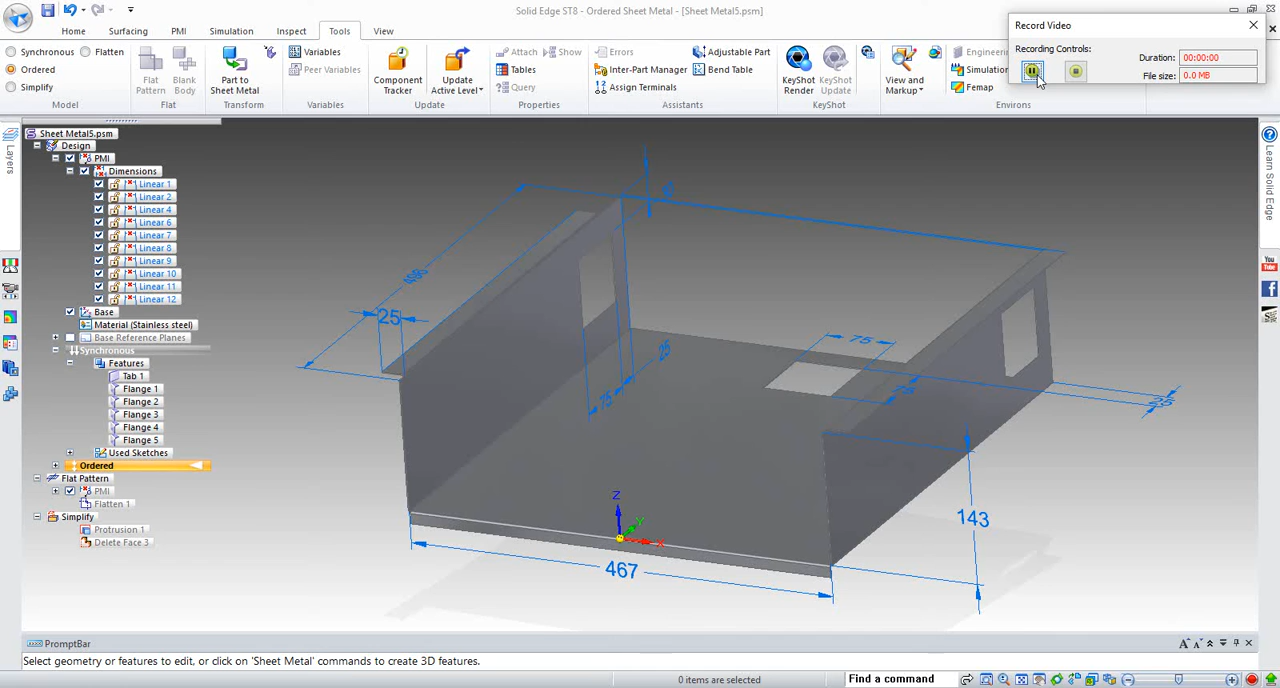 Solid Edge ST8 - Ordered Sheet Metal - [Sheet Metal5.psm]
Home
Surfacing
PMI
Simulation
Inspect
Tools
View
Synchronous
Flatten
Ordered
Simplify
Model
Flat Pattern
Blank Body
Flat
Part to Sheet Metal
Transform
Variables
Peer Variables
Variables
Component Tracker
Update Active Level
Update
Attach
Show
Tables
Query
Properties
Errors
Inter-Part Manager
Assign Terminals
Adjustable Part
Bend Table
Assistants
KeyShot Render
KeyShot Update
KeyShot
View and Markup
Femap
Environs
Record Video
Recording Controls:
Duration:
00:00:00
File size:
0.0 MB
Layers
Learn Solid Edge
You Tube
Sheet Metal5.psm
Design
PMI
Dimensions
Linear 1
Linear 2
Linear 4
Linear 6
Linear 7
Linear 8
Linear 9
Linear 10
Linear 11
Linear 12
Base
Material (Stainless steel)
Base Reference Planes
Synchronous
Features
Tab 1
Flange 1
Flange 2
Flange 3
Flange 4
Flange 5
Used Sketches
Ordered
Flat Pattern
PMI
Flatten 1
Simplify
Protrusion 1
Delete Face 3
498
25
75
25
75
75
25
143
467
Z
Y
X
PromptBar
Select geometry or features to edit, or click on 'Sheet Metal' commands to create 3D features.
0 items are selected
Find a command